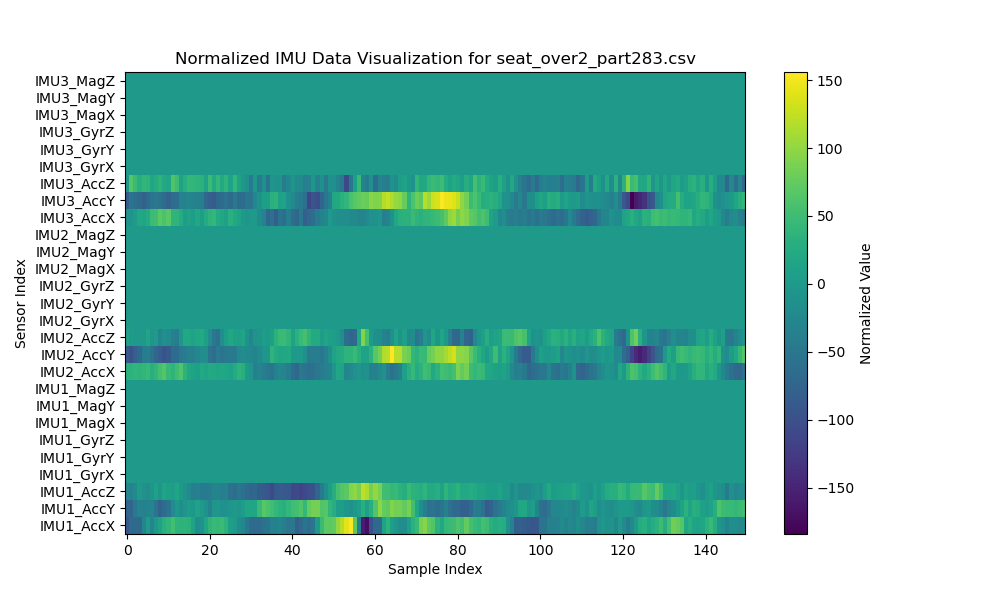 Normalized IMU Data Visualization for seat_over2_part283.csv
Sensor Index
IMU3_MagZ
IMU3_MagY
IMU3_MagX
IMU3_GyrZ
IMU3_GyrY
IMU3_GyrX
IMU3_AccZ
IMU3_AccY
IMU3_AccX
IMU2_MagZ
IMU2_MagY
IMU2_MagX
IMU2_GyrZ
IMU2_GyrY
IMU2_GyrX
IMU2_AccZ
IMU2_AccY
IMU2_AccX
IMU1_MagZ
IMU1_MagY
IMU1_MagX
IMU1_GyrZ
IMU1_GyrY
IMU1_GyrX
IMU1_AccZ
IMU1_AccY
IMU1_AccX
0 20 40 60 80 100 120 140
Sample Index
150
100
50
0
−50
−100
−150
Normalized Value